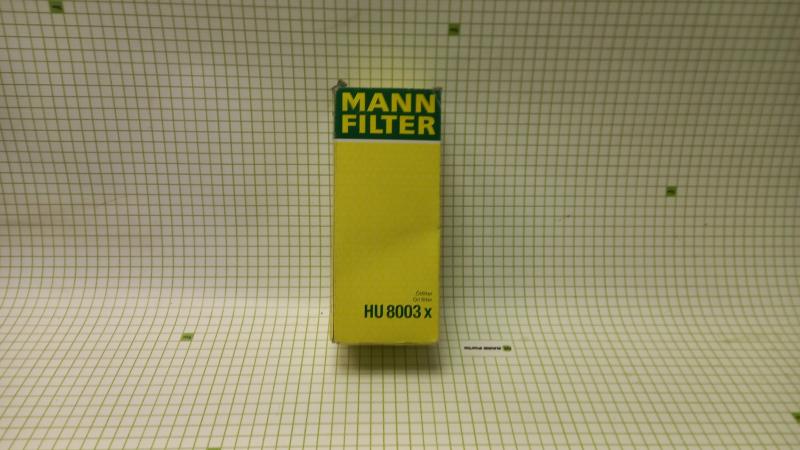 MANN
FILTER
Ölfilter
Oil filter
HU 8003 x